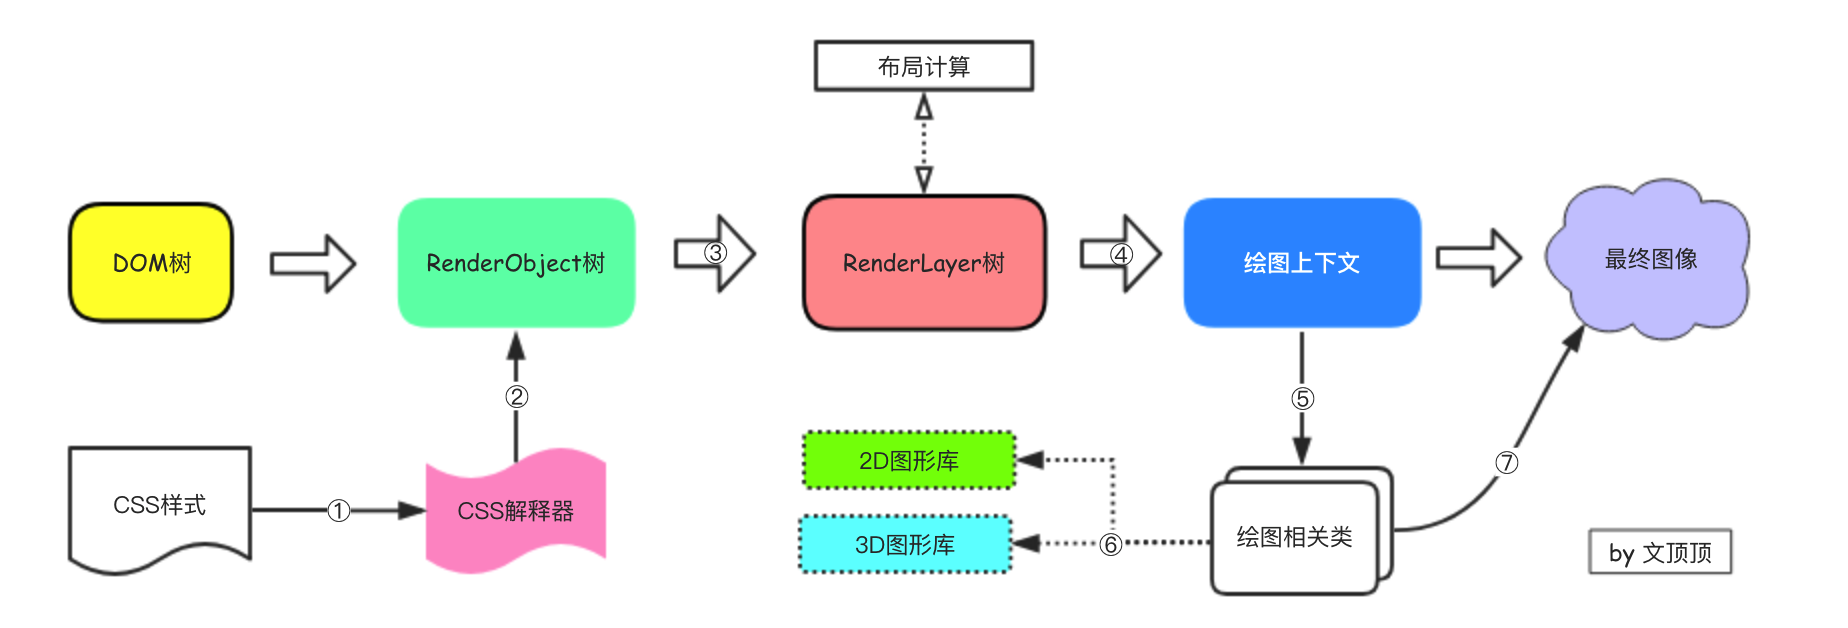 布局计算
DOM树
RenderObject树
③
RenderLayer树
④
绘图上下文
最终图像
②
⑤
2D图形库
⑦
CSS样式
①
CSS解释器
3D图形库
⑥
绘图相关类
by 文顶顶